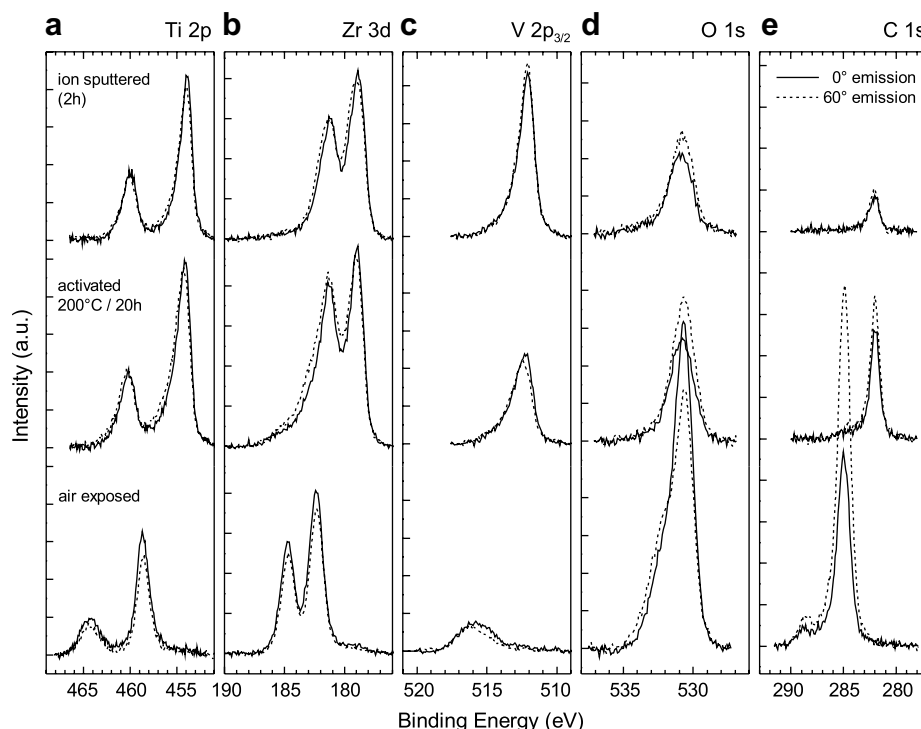 a Ti 2p b Zr 3d c V 2p3/2 d O 1s e C 1s
ion sputtered
(2h)
0° emission
60° emission
activated
200°C / 20h
air exposed
Intensity (a.u.)
465 460 455 190 185 180 520 515 510 535 530 290 285 280
Binding Energy (eV)